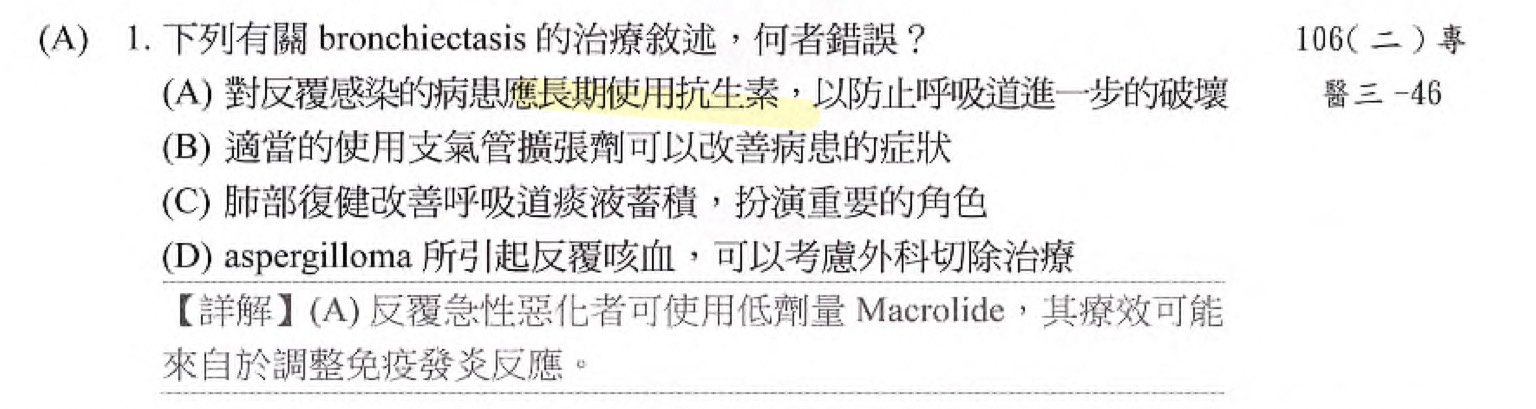 (A) 1. 下列有關 bronchiectasis 的治療敘述，何者錯誤？ 106(二)專
(A) 對反覆感染的病患應長期使用抗生素，以防止呼吸道進一步的破壞 醫三-46
(B) 適當的使用支氣管擴張劑可以改善病患的症狀
(C) 肺部復健改善呼吸道痰液蓄積，扮演重要的角色
(D) aspergilloma 所引起反覆咳血，可以考慮外科切除治療
【詳解】(A) 反覆急性惡化者可使用低劑量 Macrolide，其療效可能
來自於調整免疫發炎反應。